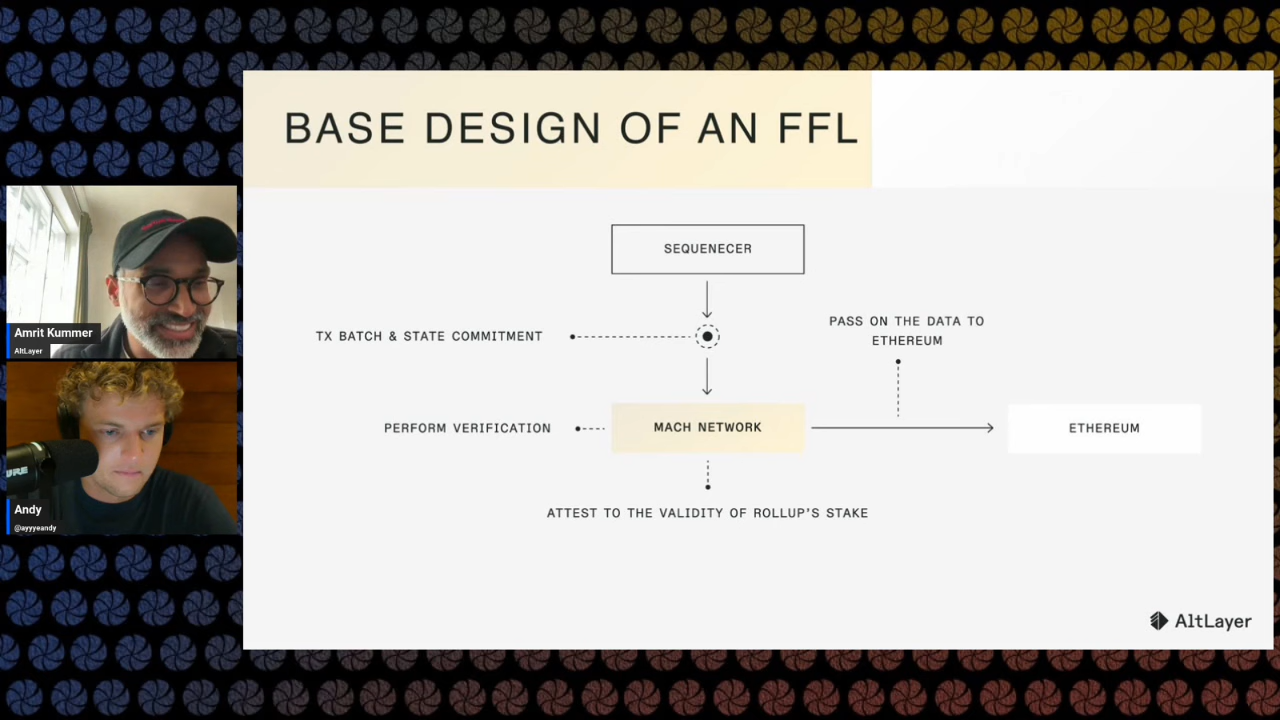 BASE DESIGN OF AN FFL
SEQUENECER
TX BATCH & STATE COMMITMENT
PASS ON THE DATA TO
ETHEREUM
PERFORM VERIFICATION
MACH NETWORK
ETHEREUM
ATTEST TO THE VALIDITY OF ROLLUP'S STAKE
AltLayer
Amrit Kummer
AltLayer
URE
Andy
@ayyyeandy